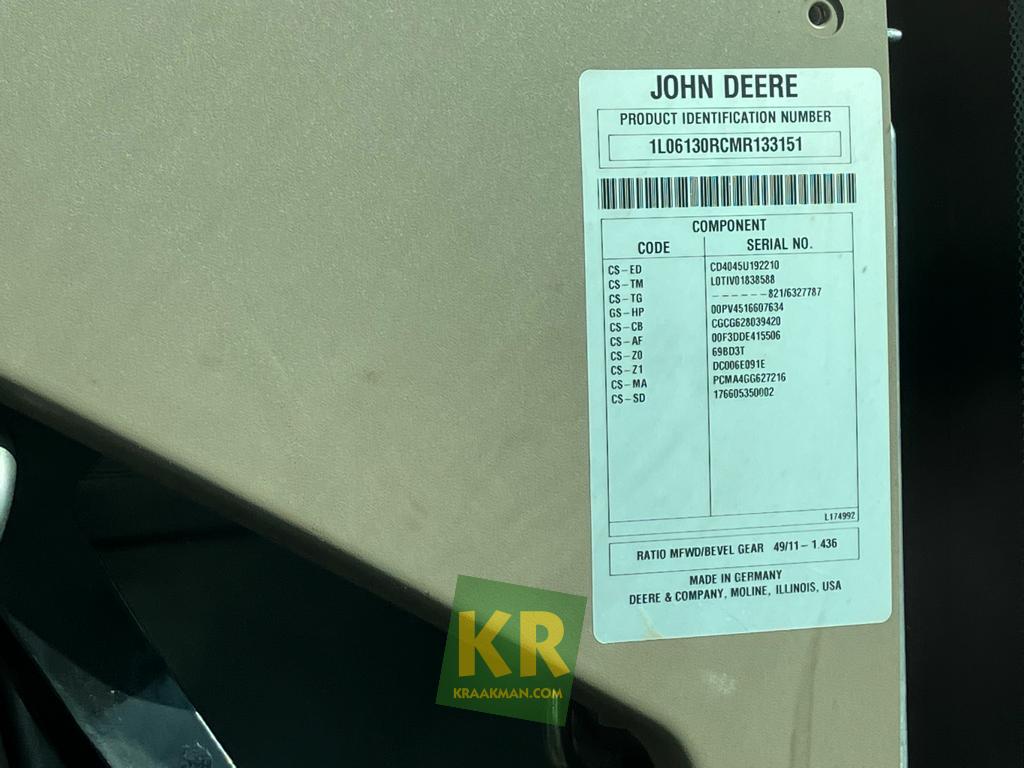 JOHN DEERE
PRODUCT IDENTIFICATION NUMBER
1L06130RCMR133151
COMPONENT
CODE SERIAL NO.
CS-ED CD4045U192210
CS-TM L0TIV01838588
CS-TG ------821/6327787
GS-HP 00PV4516607634
CS-CB CGCG628039420
CS-AF 00F3DDE415506
CS-Z0 69BD3T
CS-Z1 DC006E091E
CS-MA PCMA4GG627216
CS-SD 176605350002
L174992
RATIO MFWD/BEVEL GEAR 49/11-1.436
MADE IN GERMANY
DEERE & COMPANY, MOLINE, ILLINOIS, USA
KR
KRAAKMAN.COM